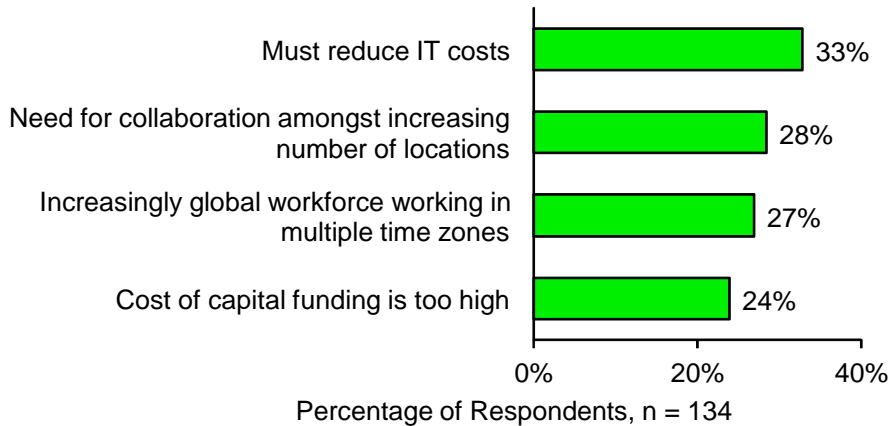 Must reduce IT costs
33%
Need for collaboration amongst increasing
number of locations
28%
Increasingly global workforce working in
multiple time zones
27%
Cost of capital funding is too high
24%
0% 20% 40%
Percentage of Respondents, n = 134